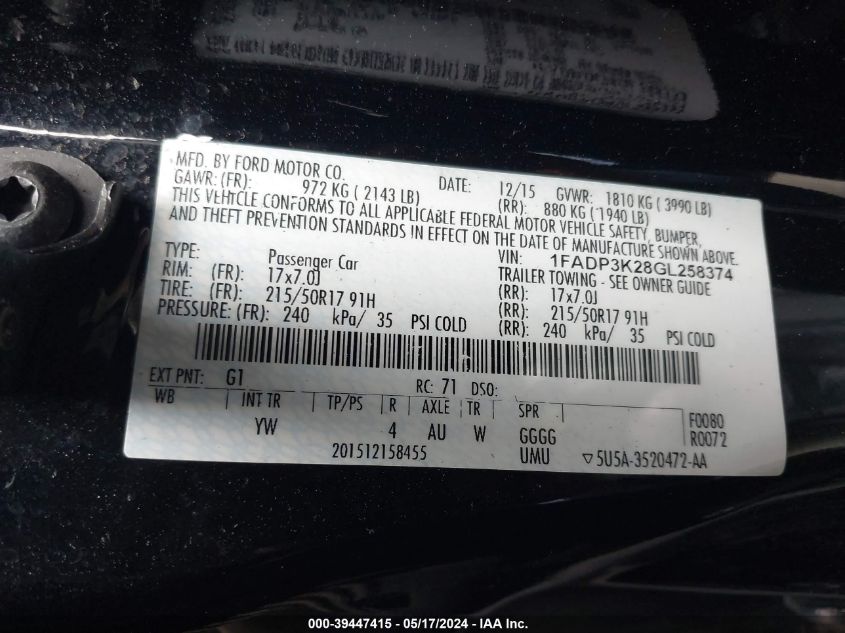 MFD. BY FORD MOTOR CO.
DATE: 12/15 GVWR: 1810 KG ( 3990 LB)
GAWR: (FR): 972 KG ( 2143 LB) (RR): 880 KG ( 1940 LB)
THIS VEHICLE CONFORMS TO ALL APPLICABLE FEDERAL MOTOR VEHICLE SAFETY, BUMPER,
AND THEFT PREVENTION STANDARDS IN EFFECT ON THE DATE OF MANUFACTURE SHOWN ABOVE.
VIN: 1FADP3K28GL258374
TYPE: Passenger Car TRAILER TOWING - SEE OWNER GUIDE
RIM: (FR): 17x7.0J (RR): 17x7.0J
TIRE: (FR): 215/50R17 91H (RR): 215/50R17 91H
PRESSURE: (FR): 240 kPa/ 35 PSI COLD (RR): 240 kPa/ 35 PSI COLD
EXT PNT: G1 RC: 71 DSO:
WB INT TR TP/PS R AXLE TR SPR F0080
YW 4 AU W GGGG R0072
201512158455 UMU ▽5U5A-3520472-AA
000-39447415 - 05/17/2024 - IAA Inc.